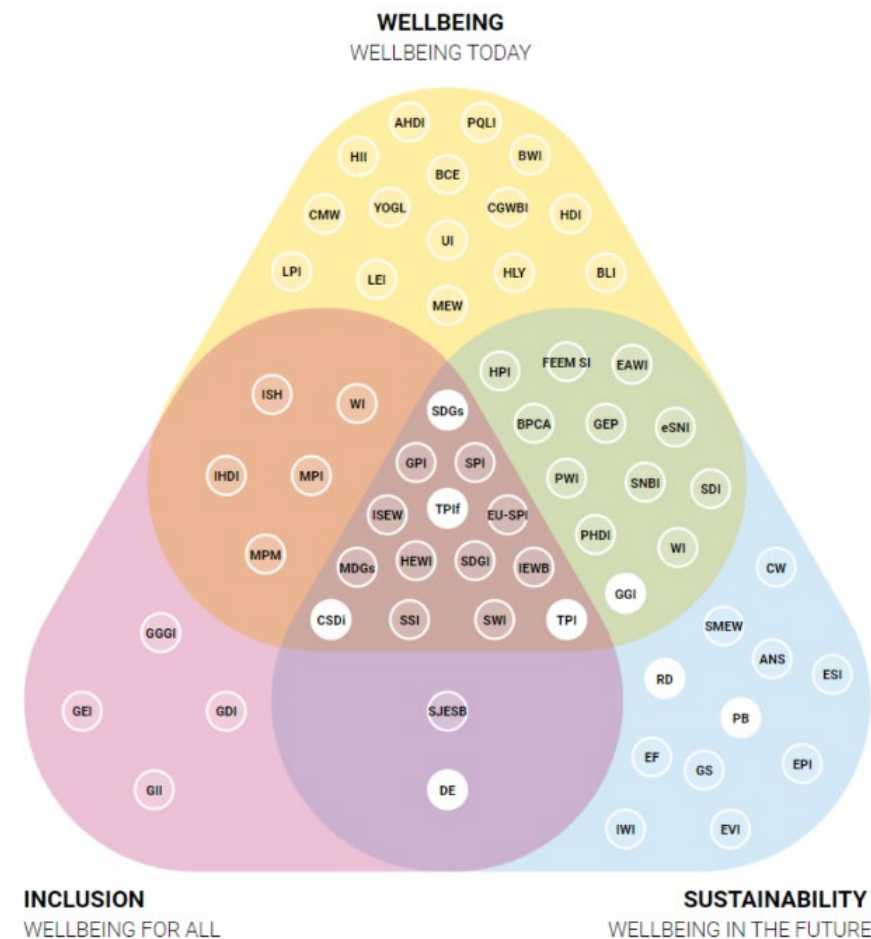 WELLBEING
WELLBEING TODAY
AHDI
PQLI
HII
BWI
BCE
CMW
YOGL
CGWBI
HDI
UI
LPI
LEI
HLY
BLI
MEW
HPI
FEEM SI
EAWI
ISH
WI
SDGs
BPCA
GEP
eSNI
GPI
SPI
IHDI
MPI
PWI
SNBI
SDI
ISEW
TPIf
EU-SPI
PHDI
WI
MPM
MDGs
HEWI
SDGI
IEWB
CW
GGI
CSDi
SSI
SWI
TPI
SMEW
GGGI
ANS
ESI
RD
GEI
GDI
SJESB
PB
EF
GS
EPI
GII
DE
IWI
EVI
INCLUSION
WELLBEING FOR ALL
SUSTAINABILITY
WELLBEING IN THE FUTURE